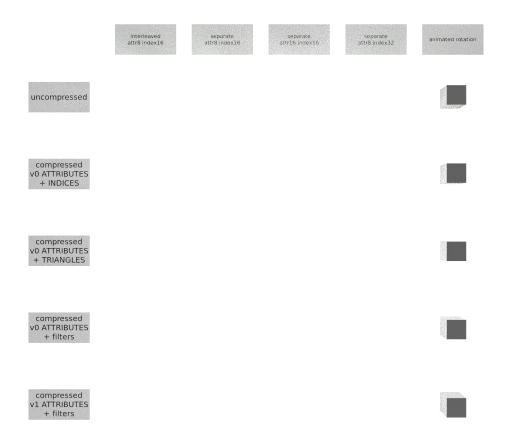 interleaved
attr8 index16
separate
attr8 index16
separate
attr16 index16
separate
attr8 index32
animated rotation
uncompressed
compressed
v0 ATTRIBUTES
+ INDICES
compressed
v0 ATTRIBUTES
+ TRIANGLES
compressed
v0 ATTRIBUTES
+ filters
compressed
v1 ATTRIBUTES
+ filters